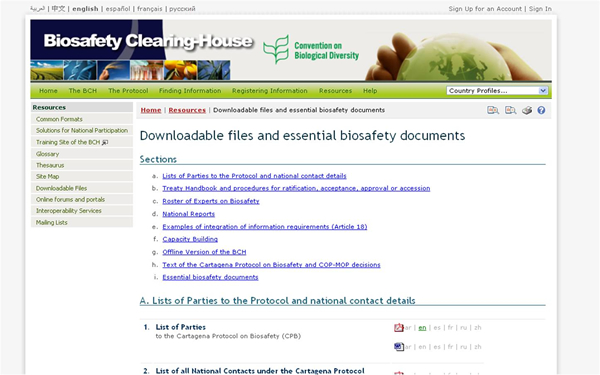 العربية | 中文 | english | español | français | русский
Sign Up for an Account | Sign In
Biosafety Clearing-House
Convention on
Biological Diversity
Home The BCH The Protocol Finding Information Registering Information Resources Help
Country Profiles...
Resources
Common Formats
Solutions for National Participation
Training Site of the BCH
Glossary
Thesaurus
Site Map
Downloadable Files
Online forums and portals
Interoperability Services
Mailing Lists
Home | Resources | Downloadable files and essential biosafety documents
Downloadable files and essential biosafety documents
Sections
a. Lists of Parties to the Protocol and national contact details
b. Treaty Handbook and procedures for ratification, acceptance, approval or accession
c. Roster of Experts on Biosafety
d. National Reports
e. Examples of integration of information requirements (Article 18)
f. Capacity Building
g. Offline Version of the BCH
h. Text of the Cartagena Protocol on Biosafety and COP-MOP decisions
i. Essential biosafety documents
A. Lists of Parties to the Protocol and national contact details
1. List of Parties
to the Cartagena Protocol on Biosafety (CPB)
ar | en | es | fr | ru | zh
ar | en | es | fr | ru | zh
2. List of all National Contacts under the Cartagena Protocol
ar | en | es | fr | ru | zh